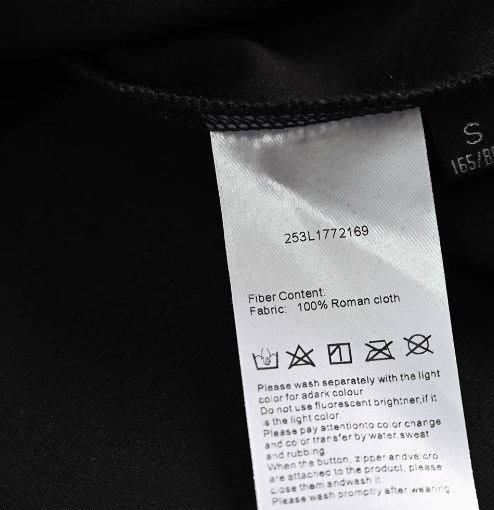 S
165/8
253L1772169
Fiber Content:
Fabric: 100% Roman cloth
Please wash separately with the light
color for adark colour
Do not use fluorescent brightner,if it
is the light color.
Please pay attentionto color change
and color transfer by water,sweat
and rubbing.
When the button, zipper andvelcro
are attached to the product, please
close them andwash it
Please wash promptly after wearing